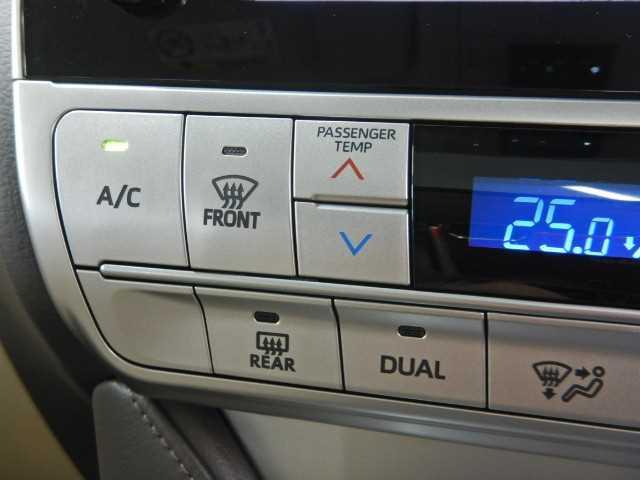 PASSENGER
TEMP
A/C
FRONT
25.0
REAR
DUAL